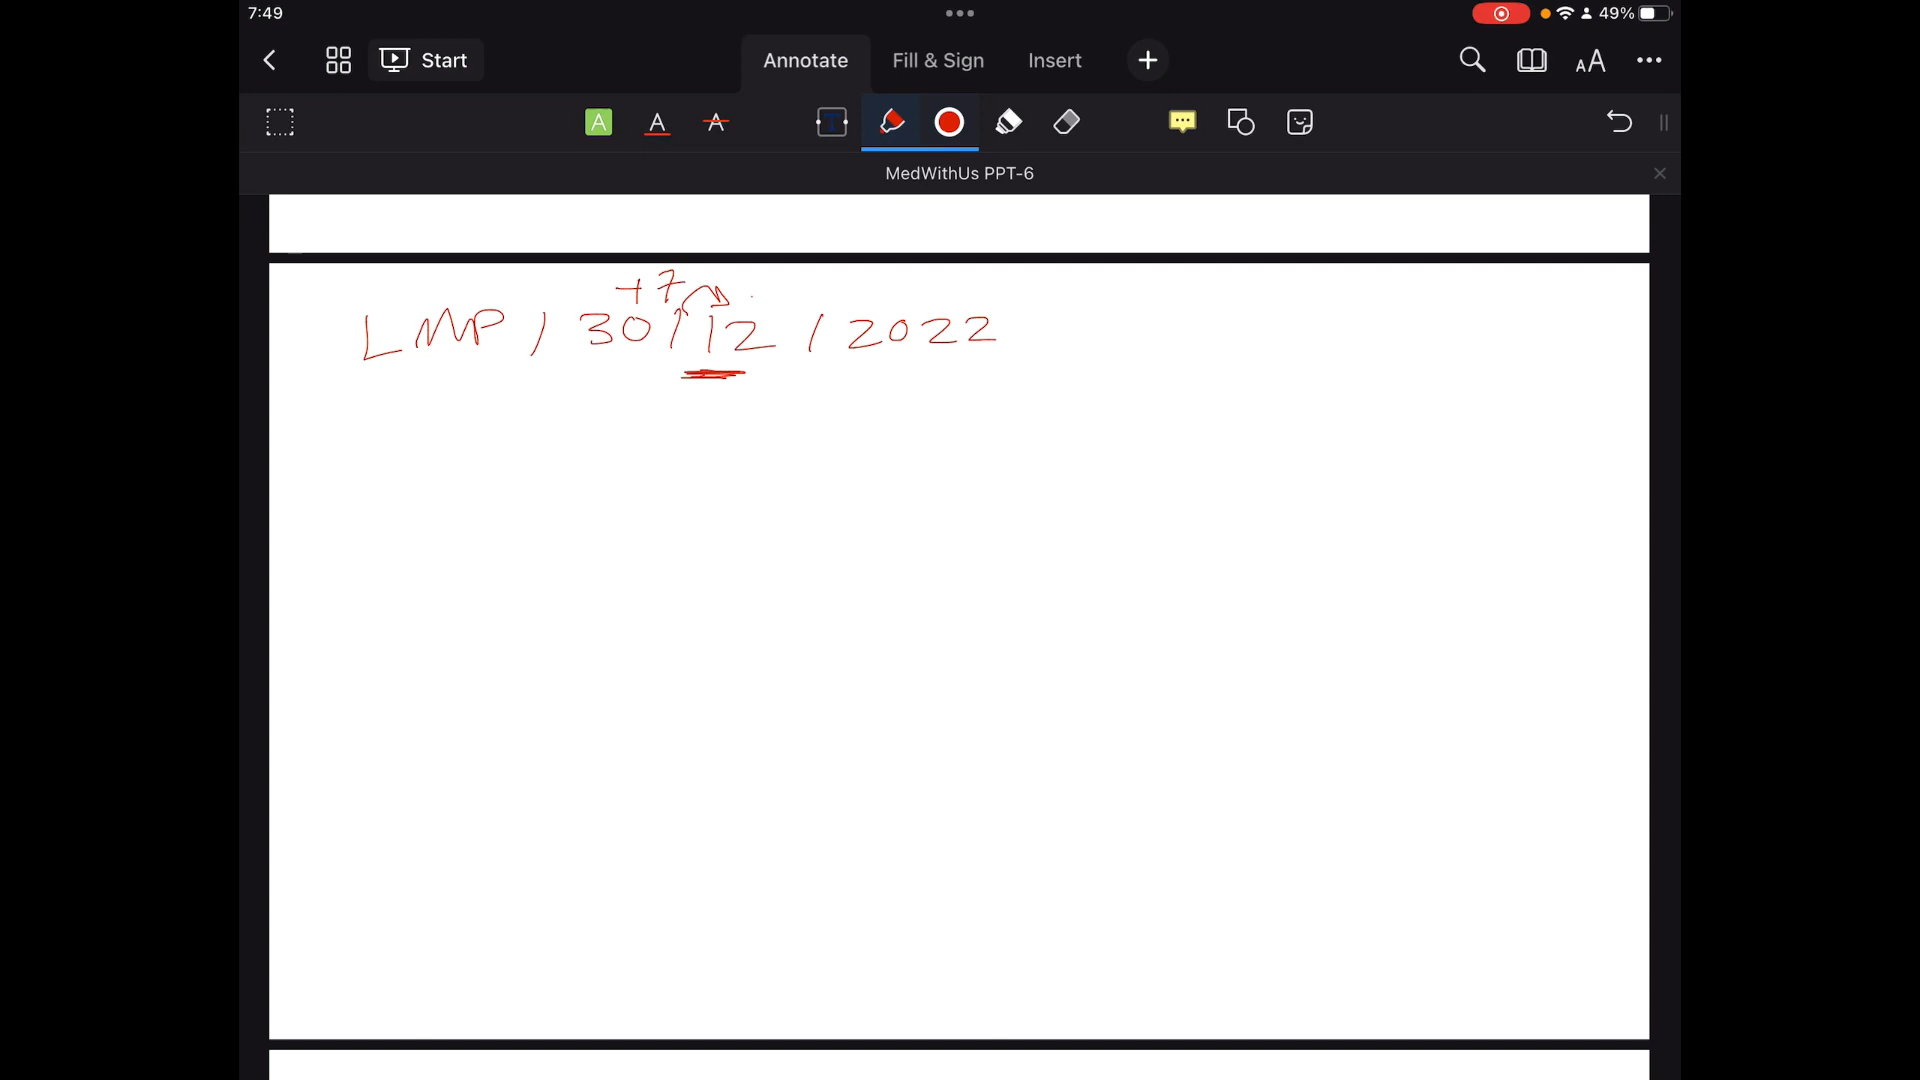 7:49
49%
Start
Annotate
Fill & Sign
Insert
MedWithUs PPT-6
+7
LMP / 30 / 12 / 2022